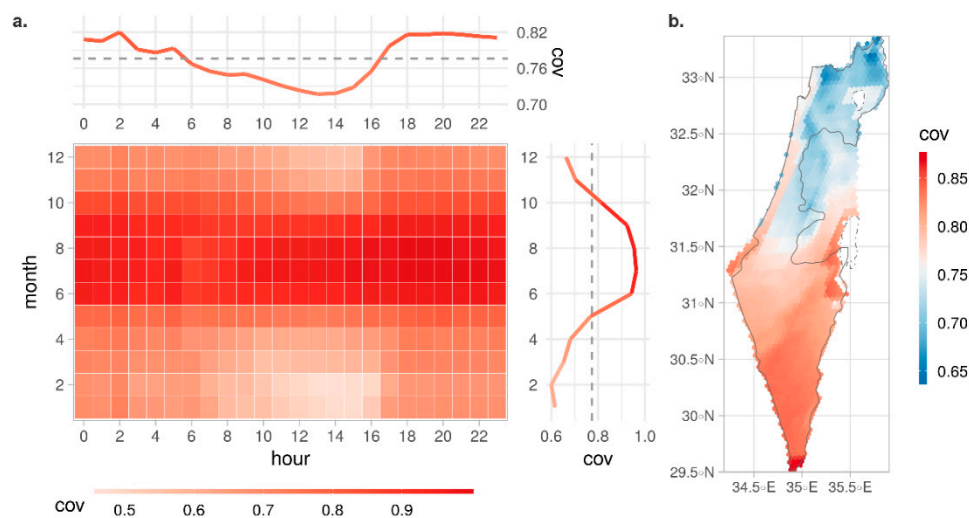 a.
0.82
0.76
0.70
cov
0 2 4 6 8 10 12 14 16 18 20 22
12
10
8
6
4
2
month
0 2 4 6 8 10 12 14 16 18 20 22
hour
12
10
8
6
4
2
0.6 0.8 1.0
cov
cov
0.5 0.6 0.7 0.8 0.9
b.
33○N
32.5○N
32○N
31.5○N
31○N
30.5○N
30○N
29.5○N
34.5○E 35○E 35.5○E
cov
0.85
0.80
0.75
0.70
0.65